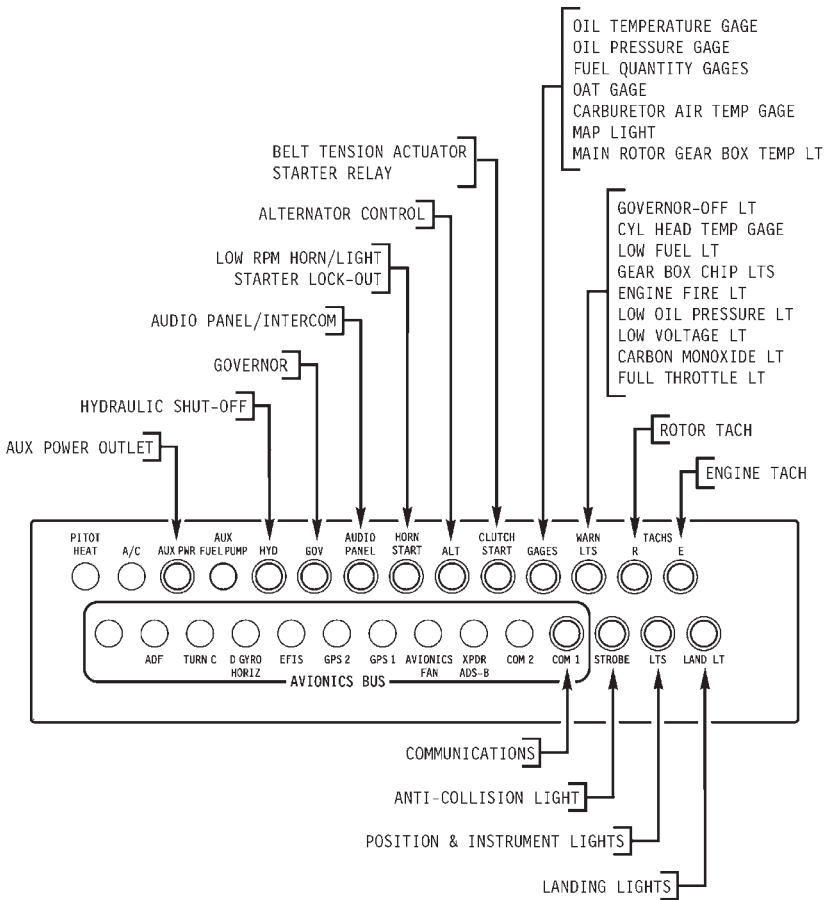 OIL TEMPERATURE GAGE
OIL PRESSURE GAGE
FUEL QUANTITY GAGES
OAT GAGE
CARBURETOR AIR TEMP GAGE
MAP LIGHT
MAIN ROTOR GEAR BOX TEMP LT
BELT TENSION ACTUATOR
STARTER RELAY
GOVERNOR-OFF LT
CYL HEAD TEMP GAGE
LOW FUEL LT
GEAR BOX CHIP LTS
ENGINE FIRE LT
LOW OIL PRESSURE LT
LOW VOLTAGE LT
CARBON MONOXIDE LT
FULL THROTTLE LT
ALTERNATOR CONTROL
LOW RPM HORN/LIGHT
STARTER LOCK-OUT
AUDIO PANEL/INTERCOM
GOVERNOR
HYDRAULIC SHUT-OFF
AUX POWER OUTLET
ROTOR TACH
ENGINE TACH
PITOT
HEAT
A/C
AUX PWR
AUX
FUEL PUMP
HYD
GOV
AUDIO
PANEL
HORN
START
ALT
CLUTCH
START
GAGES
WARN
LTS
TACHS
R
E
ADF
TURN C
D GYRO
HORIZ
EFIS
GPS 2
GPS 1
AVIONICS
FAN
XPDR
ADS-B
COM 2
COM 1
STROBE
LTS
LAND LT
AVIONICS BUS
COMMUNICATIONS
ANTI-COLLISION LIGHT
POSITION & INSTRUMENT LIGHTS
LANDING LIGHTS